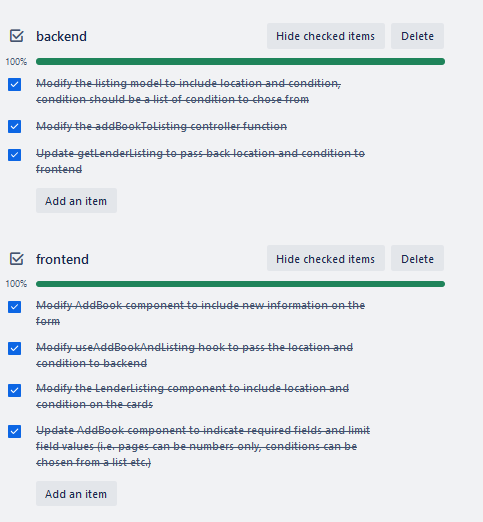 backend
Hide checked items
Delete
100%
Modify the listing model to include location and condition,
condition should be a list of condition to chose from
Modify the addBookToListing controller function
Update getLenderListing to pass back location and condition to
frontend
Add an item
frontend
Hide checked items
Delete
100%
Modify AddBook component to include new information on the
form
Modify useAddBookAndListing hook to pass the location and
condition to backend
Modify the LenderListing component to include location and
condition on the cards
Update AddBook component to indicate required fields and limit
field values (i.e. pages can be numbers only, conditions can be
chosen from a list etc.)
Add an item